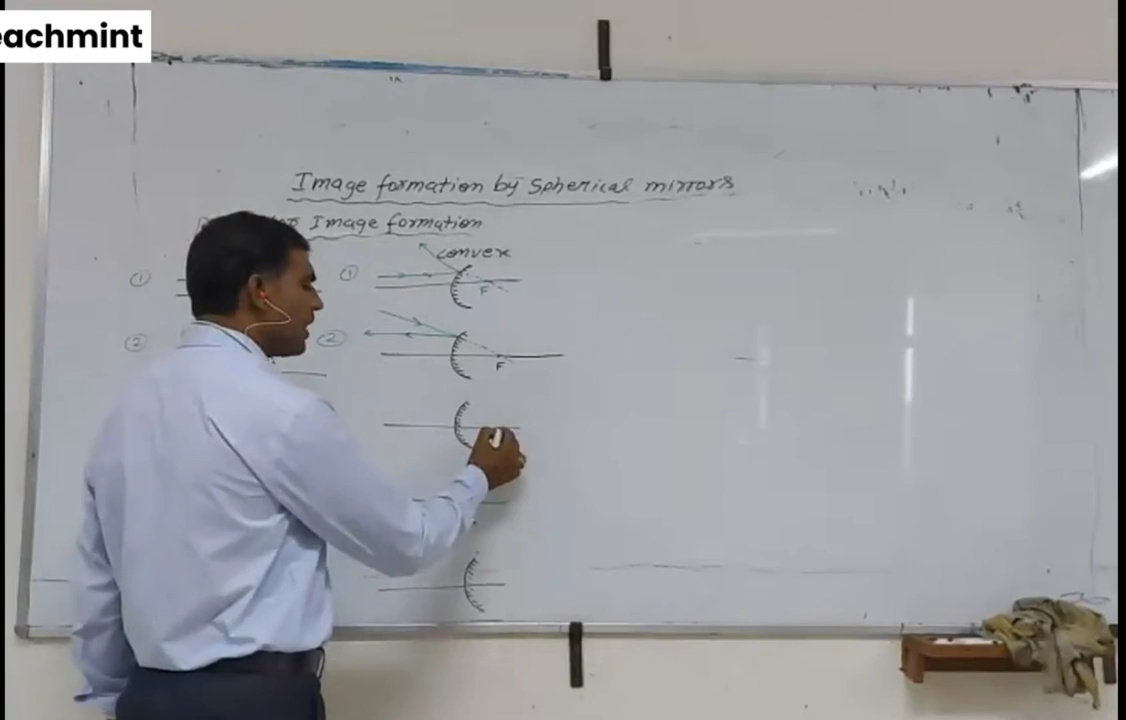 eachmint
Image formation by Spherical mirrors
Image formation
convex
① ①
F
② ②
F